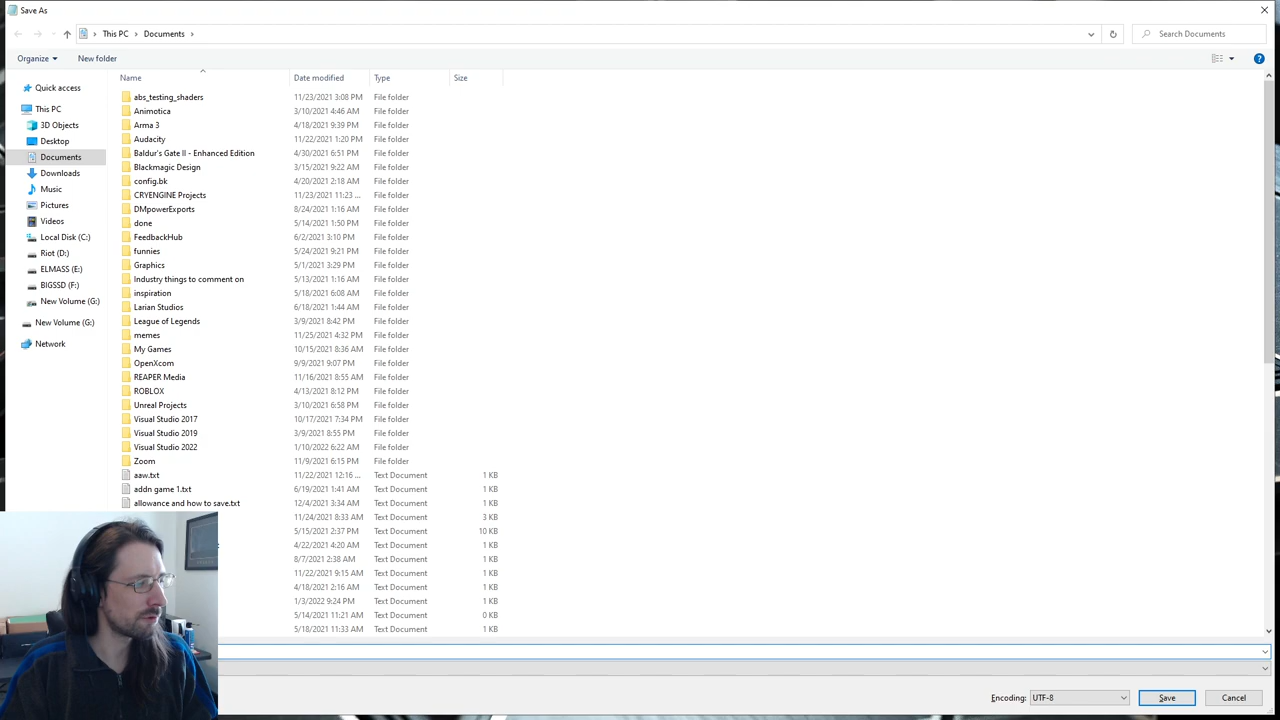 Save As
This PC
Documents
Search Documents
Organize
New folder
Name
Date modified
Type
Size
Quick access
This PC
3D Objects
Desktop
Documents
Downloads
Music
Pictures
Videos
Local Disk (C:)
Riot (D:)
ELMASS (E:)
BIGSSD (F:)
New Volume (G:)
New Volume (G:)
Network
abs_testing_shaders 11/23/2021 3:08 PM File folder
Animotica 3/10/2021 4:46 AM File folder
Arma 3 4/18/2021 9:39 PM File folder
Audacity 11/22/2021 1:20 PM File folder
Baldur's Gate II - Enhanced Edition 4/30/2021 6:51 PM File folder
Blackmagic Design 3/15/2021 9:22 AM File folder
config.bk 4/20/2021 2:18 AM File folder
CRYENGINE Projects 11/23/2021 11:23 ... File folder
DMpowerExports 8/24/2021 1:16 AM File folder
done 5/14/2021 1:50 PM File folder
FeedbackHub 6/2/2021 3:10 PM File folder
funnies 5/24/2021 9:21 PM File folder
Graphics 5/1/2021 3:29 PM File folder
Industry things to comment on 5/13/2021 1:16 AM File folder
inspiration 5/18/2021 6:08 AM File folder
Larian Studios 6/18/2021 1:44 AM File folder
League of Legends 3/9/2021 8:42 PM File folder
memes 11/25/2021 4:32 PM File folder
My Games 10/15/2021 8:36 AM File folder
OpenXcom 9/9/2021 9:07 PM File folder
REAPER Media 11/16/2021 8:55 AM File folder
ROBLOX 4/13/2021 8:12 PM File folder
Unreal Projects 3/10/2021 6:58 PM File folder
Visual Studio 2017 10/17/2021 7:34 PM File folder
Visual Studio 2019 3/9/2021 8:55 PM File folder
Visual Studio 2022 1/10/2022 6:22 AM File folder
Zoom 11/9/2021 6:15 PM File folder
aaw.txt 11/22/2021 12:16 ... Text Document 1 KB
addn game 1.txt 6/19/2021 1:41 AM Text Document 1 KB
allowance and how to save.txt 12/4/2021 3:34 AM Text Document 1 KB
11/24/2021 8:33 AM Text Document 3 KB
5/15/2021 2:37 PM Text Document 10 KB
4/22/2021 4:20 AM Text Document 1 KB
8/7/2021 2:38 AM Text Document 1 KB
11/22/2021 9:15 AM Text Document 1 KB
4/18/2021 2:16 AM Text Document 1 KB
1/3/2022 9:24 PM Text Document 1 KB
5/14/2021 11:21 AM Text Document 0 KB
5/18/2021 11:33 AM Text Document 1 KB
Encoding: UTF-8
Save
Cancel